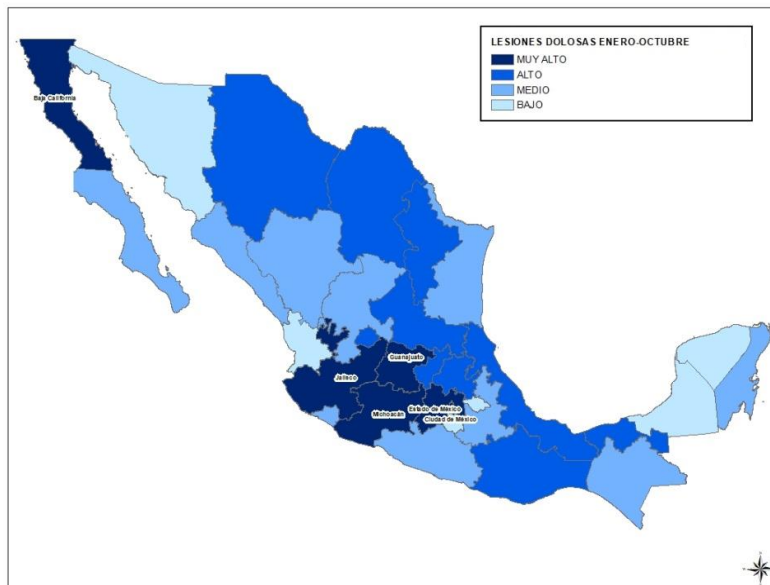 LESIONES DOLOSAS ENERO-OCTUBRE
MUY ALTO
ALTO
MEDIO
BAJO
Baja California
Guanajuato
Jalisco
Michoacán
Estado de México
Ciudad de México